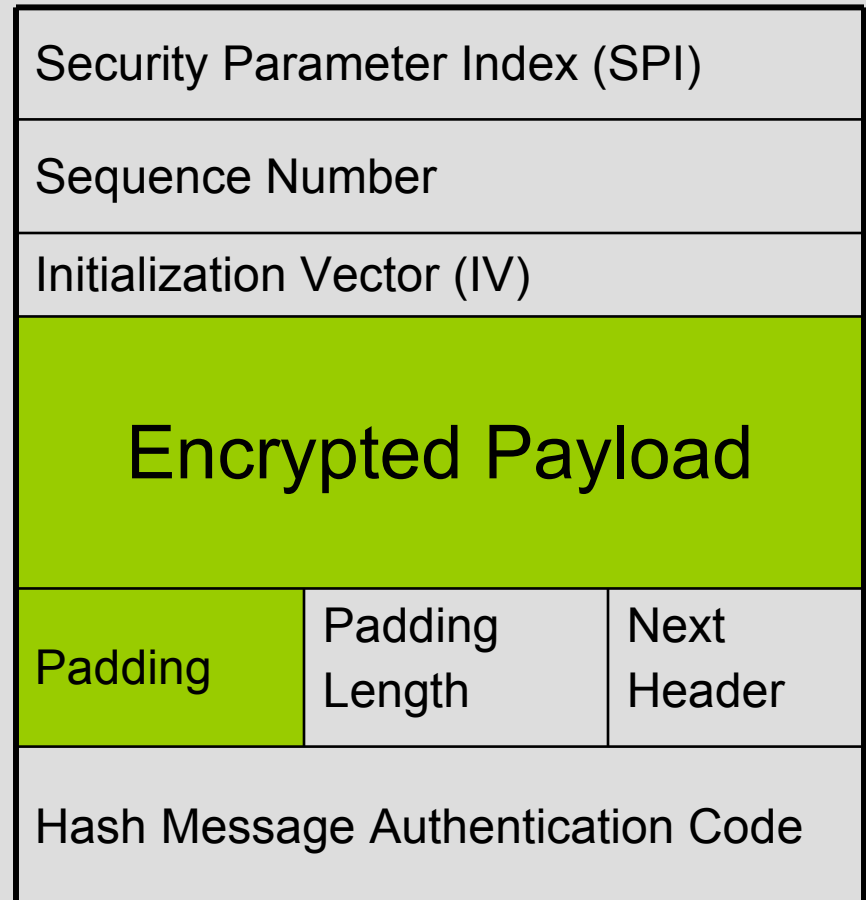 Security Parameter Index (SPI)
Sequence Number
Initialization Vector (IV)
Encrypted Payload
Padding
Padding
Length
Next
Header
Hash Message Authentication Code